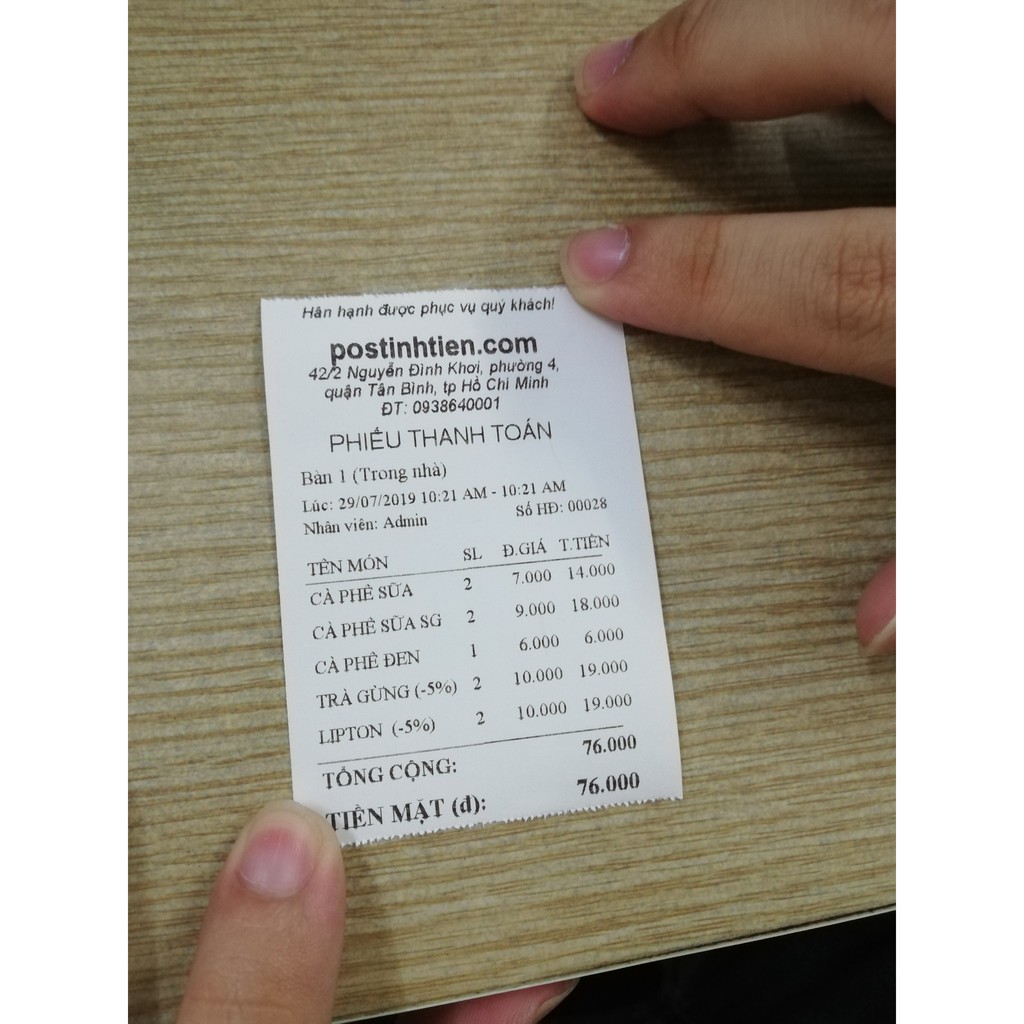 Hân hạnh được phục vụ quý khách!
postinhtien.com
42/2 Nguyễn Đình Khơi, phường 4,
quận Tân Bình, tp Hồ Chí Minh
ĐT: 0938640001
PHIẾU THANH TOÁN
Bàn 1 (Trong nhà)
Lúc: 29/07/2019 10:21 AM - 10:21 AM
Nhân viên: Admin Số HĐ: 00028
TÊN MÓN SL Đ.GIÁ T.TIỀN
CÀ PHÊ SỮA 2 7.000 14.000
CÀ PHÊ SỮA SG 2 9.000 18.000
CÀ PHÊ ĐEN 1 6.000 6.000
TRÀ GỪNG (-5%) 2 10.000 19.000
LIPTON (-5%) 2 10.000 19.000
TỔNG CỘNG: 76.000
TIỀN MẶT (đ): 76.000